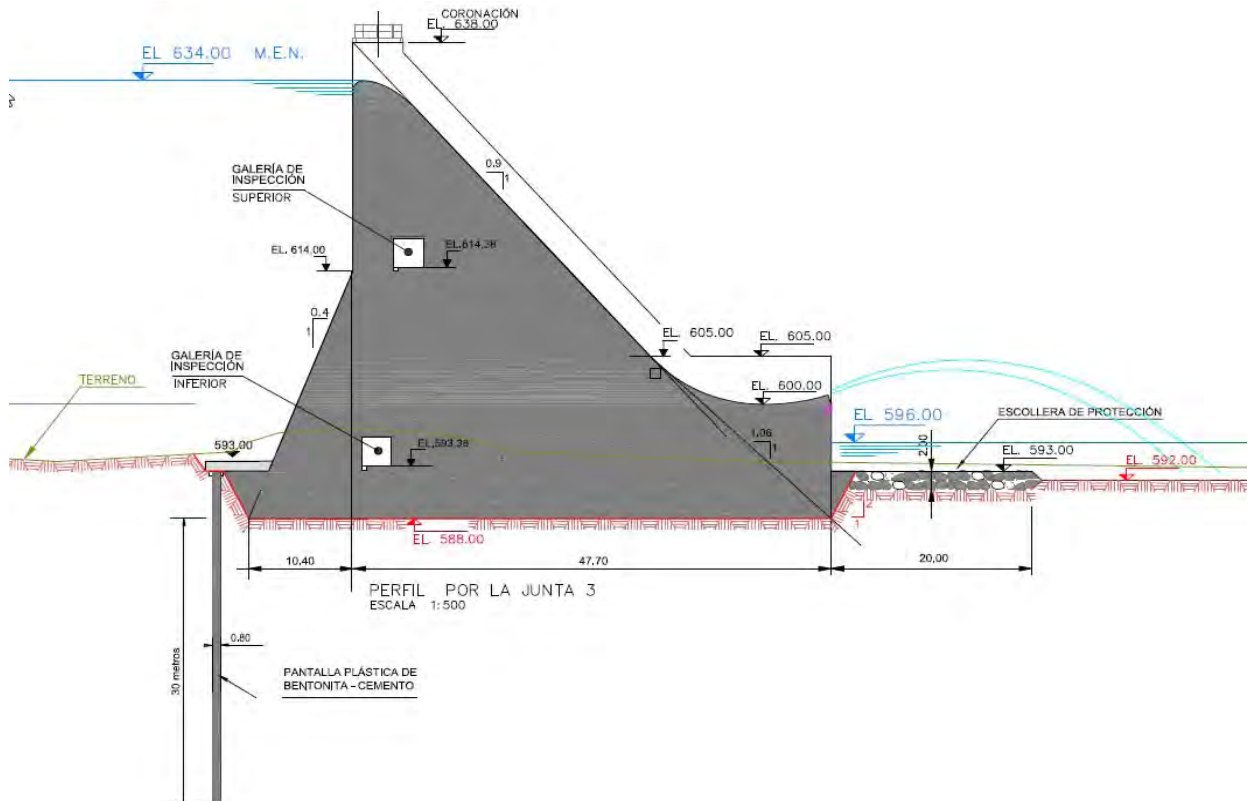 CORONACIÓN
EL. 638.00
EL 634.00 M.E.N.
0.9
1
GALERÍA DE
INSPECCIÓN
SUPERIOR
EL. 614.00
EL.614.38
0.4
1
EL. 605.00
EL. 605.00
GALERÍA DE
INSPECCIÓN
INFERIOR
TERRENO
EL. 600.00
EL 596.00
ESCOLLERA DE PROTECCIÓN
593.00
EL.593.38
1.06
1
2.00
EL. 593.00
EL. 592.00
2
1
EL. 588.00
10.40
47.70
20.00
PERFIL POR LA JUNTA 3
ESCALA 1:500
0.80
30 metros
PANTALLA PLÁSTICA DE
BENTONITA - CEMENTO